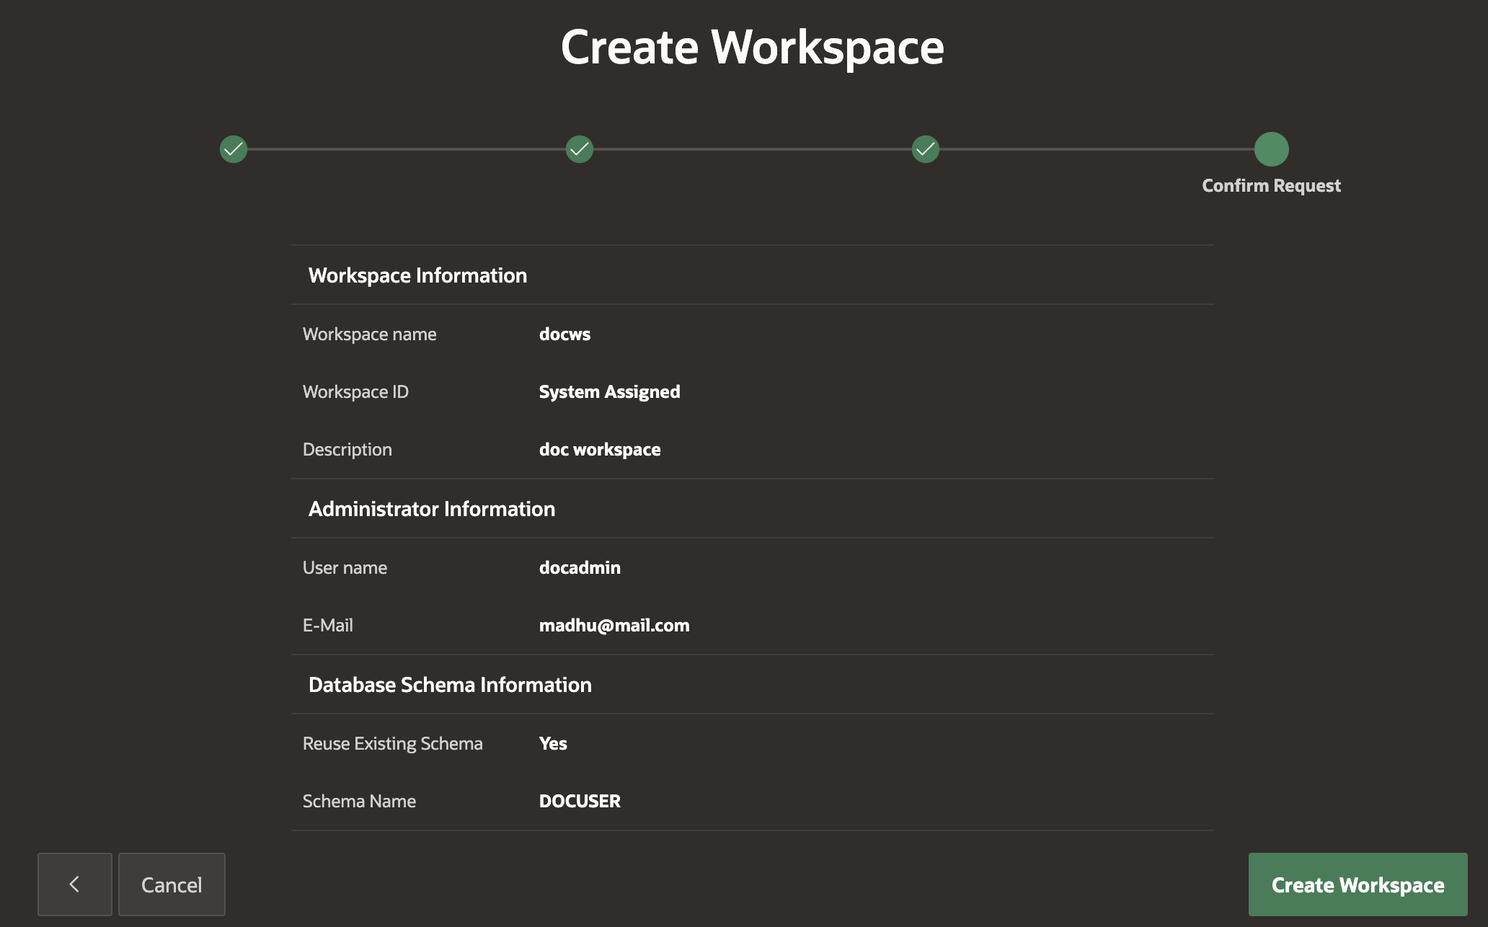 Create Workspace
Confirm Request
Workspace Information
Workspace name docws
Workspace ID System Assigned
Description doc workspace
Administrator Information
User name docadmin
E-Mail madhu@mail.com
Database Schema Information
Reuse Existing Schema Yes
Schema Name DOCUSER
Cancel
Create Workspace